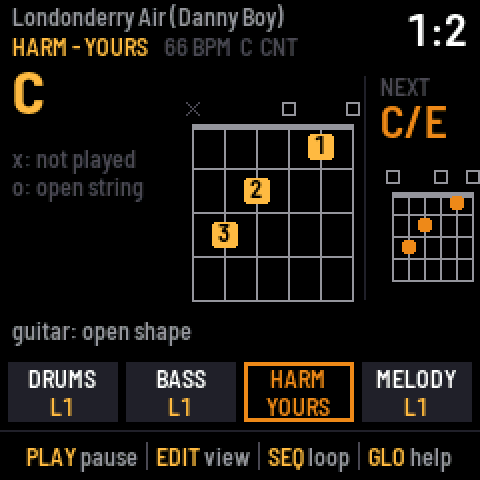 Londonderry Air (Danny Boy)
1:2
HARM - YOURS 66 BPM C CNT
C
NEXT
C/E
x: not played
o: open string
1
2
3
guitar: open shape
DRUMS
L1
BASS
L1
HARM
YOURS
MELODY
L1
PLAY pause | EDIT view | SEQ loop | GLO help